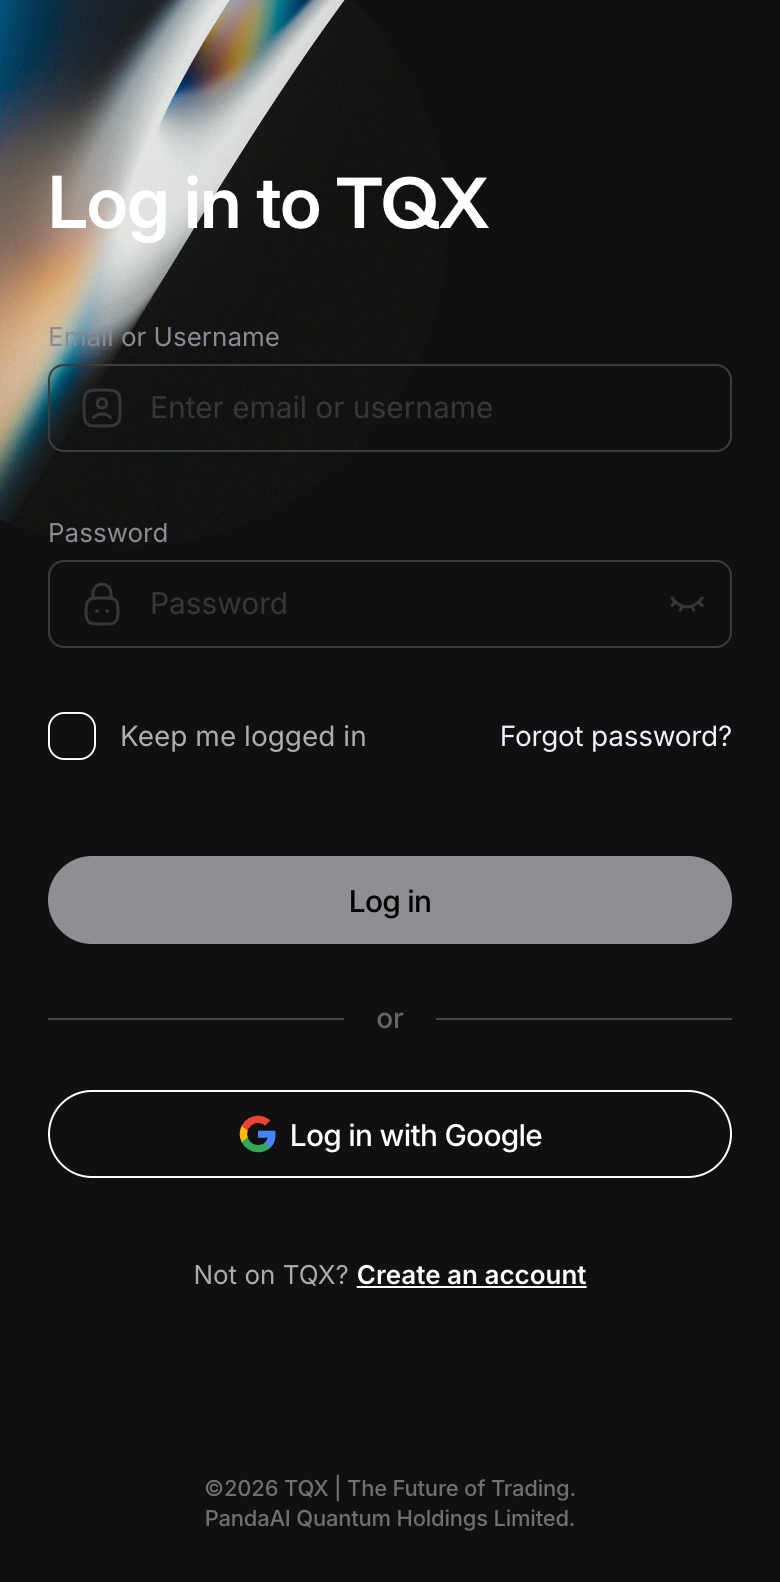 Log in to TQX
Email or Username
Enter email or username
Password
Password
Keep me logged in
Forgot password?
Log in
or
Log in with Google
Not on TQX? Create an account
©2026 TQX | The Future of Trading.
PandaAI Quantum Holdings Limited.